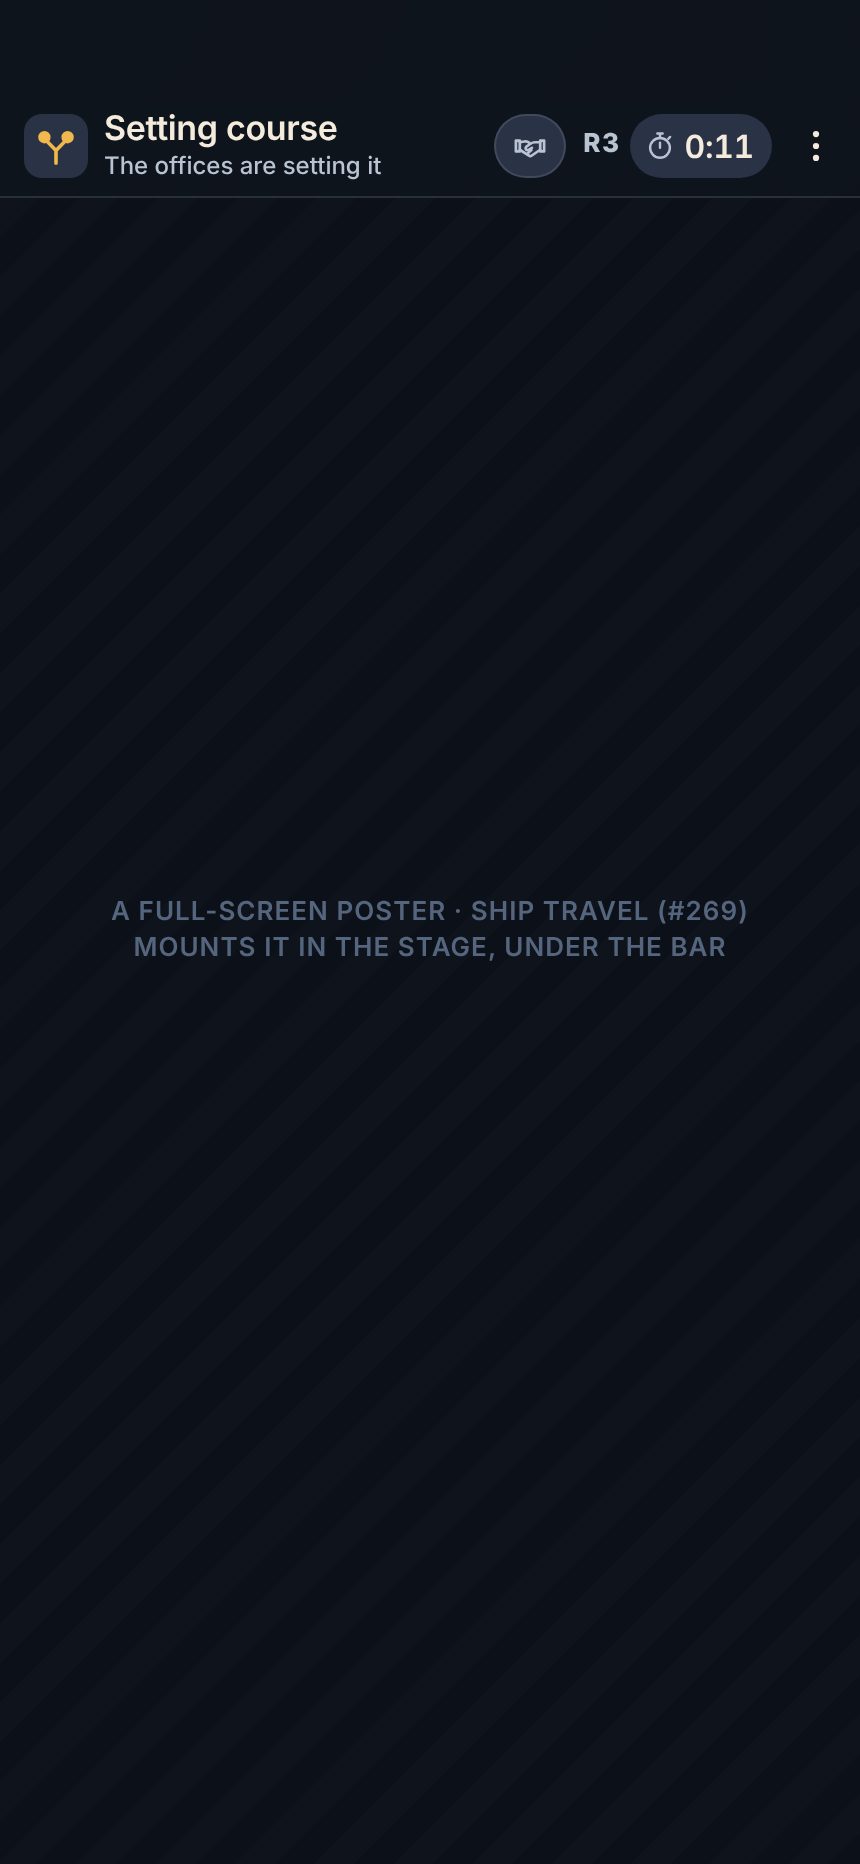 Setting course
The offices are setting it
R3
0:11
A FULL-SCREEN POSTER · SHIP TRAVEL (#269)
MOUNTS IT IN THE STAGE, UNDER THE BAR